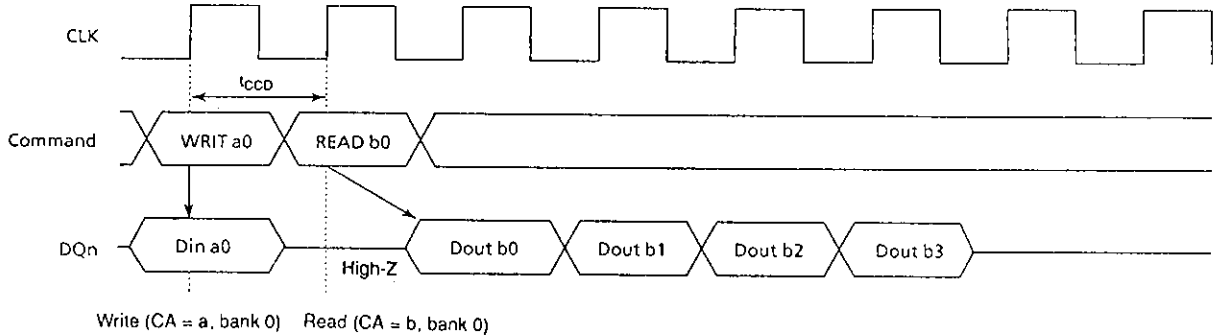 CLK
tCCD
Command
WRIT a0
READ b0
DQn
Din a0
High-Z
Dout b0
Dout b1
Dout b2
Dout b3
Write (CA = a, bank 0)
Read (CA = b, bank 0)